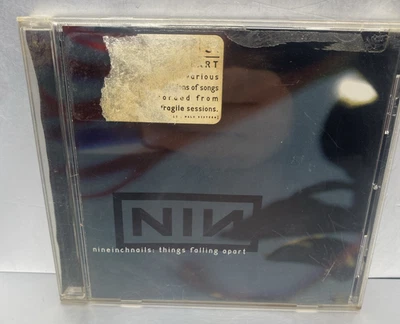 ART
various
ns of songs
orded from
fragile sessions.
NIN
nineinchnails: things falling apart